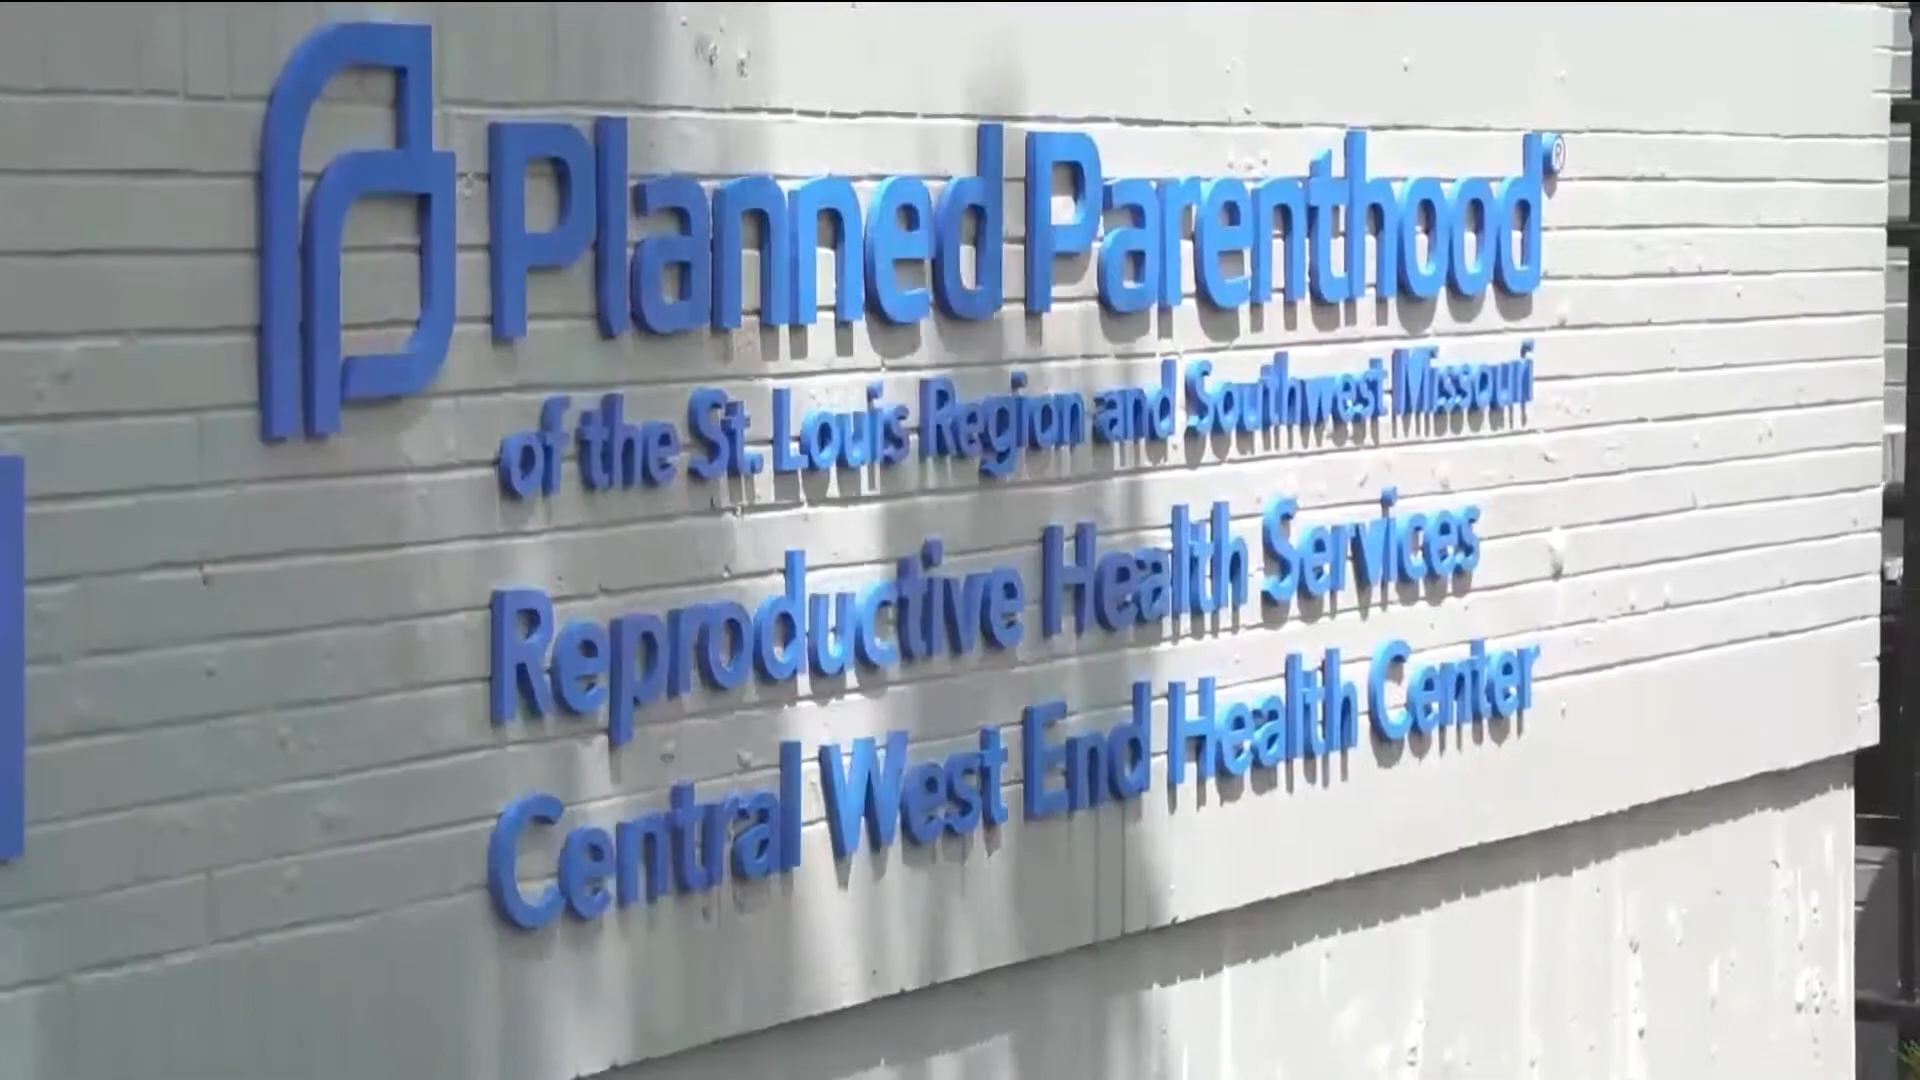 Planned Parenthood®
of the St. Louis Region and Southwest Missouri
Reproductive Health Services
Central West End Health Center